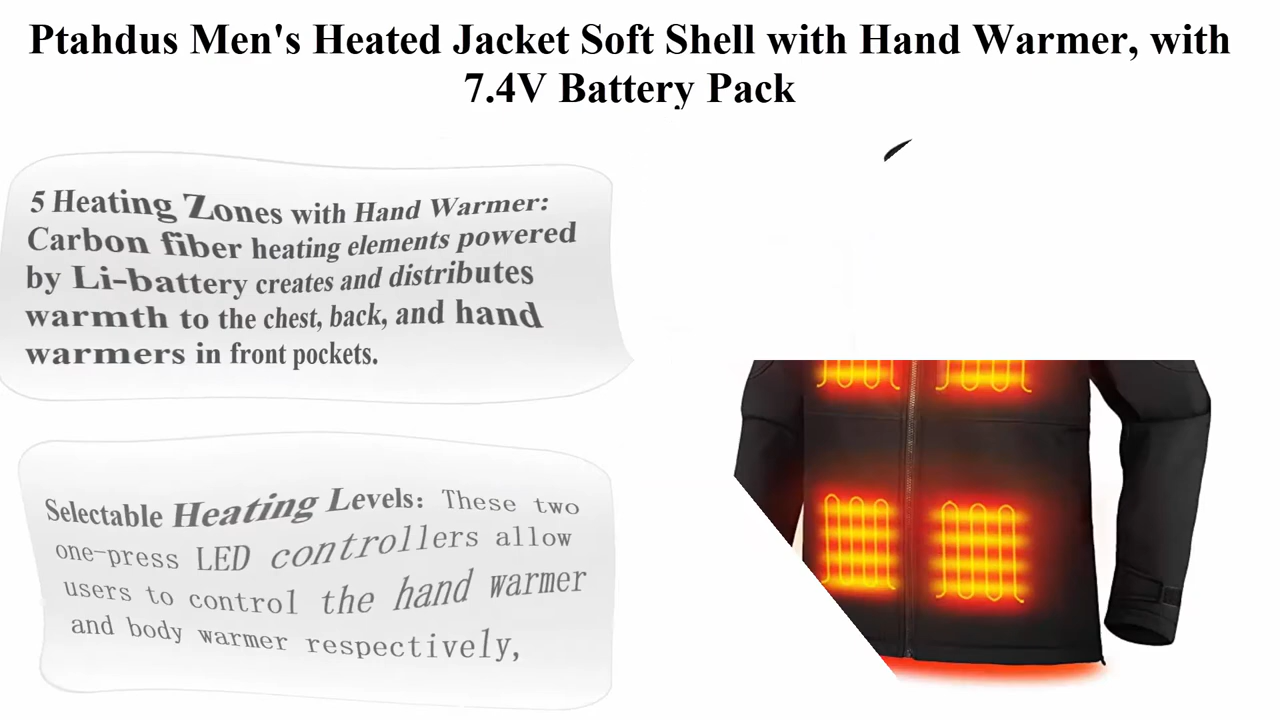 Ptahdus Men's Heated Jacket Soft Shell with Hand Warmer, with
7.4V Battery Pack
5 Heating Zones with Hand Warmer:
Carbon fiber heating elements powered
by Li-battery creates and distributes
warmth to the chest, back, and hand
warmers in front pockets.
Selectable Heating Levels: These two
one-press LED controllers allow
users to control the hand warmer
and body warmer respectively,